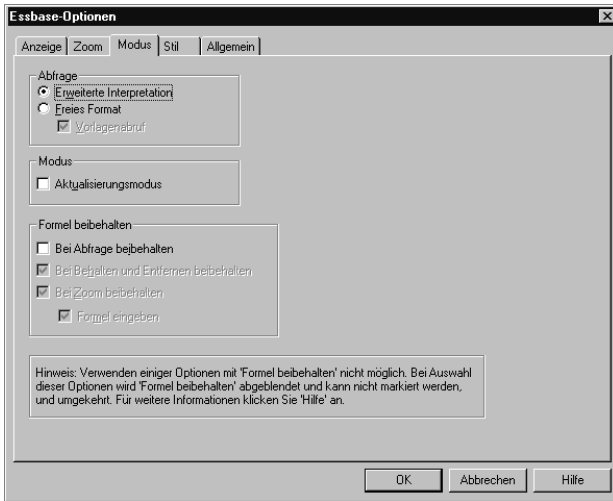 Essbase-Optionen
Anzeige Zoom Modus Stil Allgemein
Abfrage
Erweiterte Interpretation
Freies Format
Vorlagenabruf
Modus
Aktualisierungsmodus
Formel beibehalten
Bei Abfrage beibehalten
Bei Behalten und Entfernen beibehalten
Bei Zoom beibehalten
Formel eingeben
Hinweis: Verwenden einiger Optionen mit 'Formel beibehalten' nicht möglich. Bei Auswahl
dieser Optionen wird 'Formel beibehalten' abgeblendet und kann nicht markiert werden,
und umgekehrt. Für weitere Informationen klicken Sie 'Hilfe' an.
OK Abbrechen Hilfe